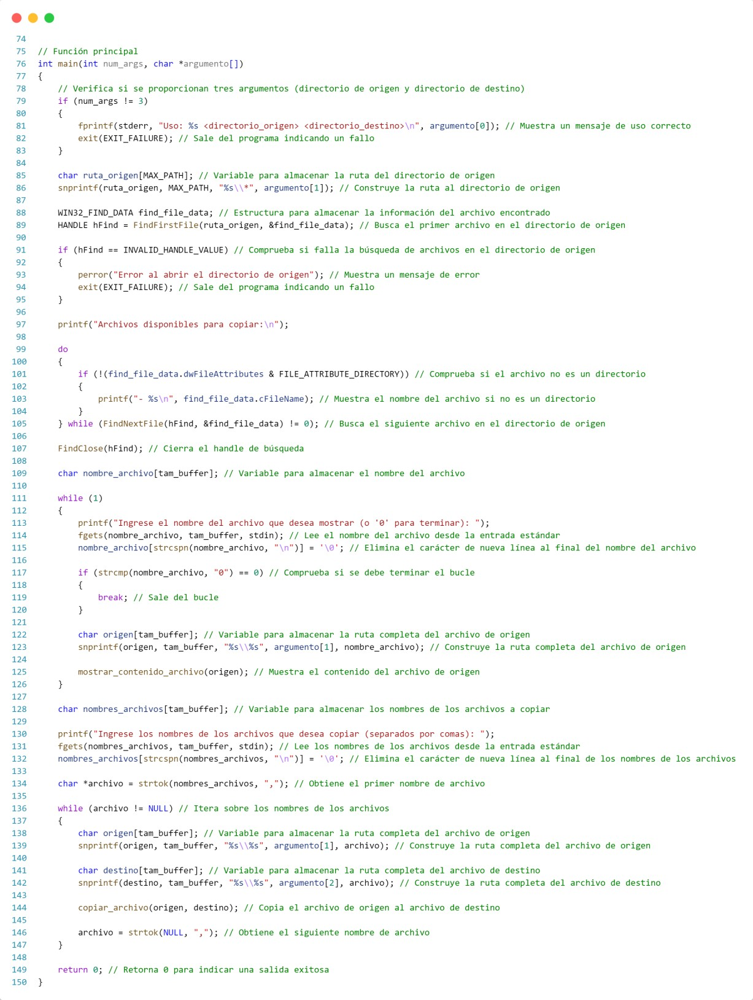 74
75 // Función principal
76 int main(int num_args, char *argumento[])
77 {
78     // Verifica si se proporcionan tres argumentos (directorio de origen y directorio de destino)
79     if (num_args != 3)
80     {
81         fprintf(stderr, "Uso: %s <directorio_origen> <directorio_destino>\n", argumento[0]); // Muestra un mensaje de uso correcto
82         exit(EXIT_FAILURE); // Sale del programa indicando un fallo
83     }
84
85     char ruta_origen[MAX_PATH]; // Variable para almacenar la ruta del directorio de origen
86     snprintf(ruta_origen, MAX_PATH, "%s\\*", argumento[1]); // Construye la ruta al directorio de origen
87
88     WIN32_FIND_DATA find_file_data; // Estructura para almacenar la información del archivo encontrado
89     HANDLE hFind = FindFirstFile(ruta_origen, &find_file_data); // Busca el primer archivo en el directorio de origen
90
91     if (hFind == INVALID_HANDLE_VALUE) // Comprueba si falla la búsqueda de archivos en el directorio de origen
92     {
93         perror("Error al abrir el directorio de origen"); // Muestra un mensaje de error
94         exit(EXIT_FAILURE); // Sale del programa indicando un fallo
95     }
96
97     printf("Archivos disponibles para copiar:\n");
98
99     do
100     {
101         if (!(find_file_data.dwFileAttributes & FILE_ATTRIBUTE_DIRECTORY)) // Comprueba si el archivo no es un directorio
102         {
103             printf("- %s\n", find_file_data.cFileName); // Muestra el nombre del archivo si no es un directorio
104         }
105     } while (FindNextFile(hFind, &find_file_data) != 0); // Busca el siguiente archivo en el directorio de origen
106
107     FindClose(hFind); // Cierra el handle de búsqueda
108
109     char nombre_archivo[tam_buffer]; // Variable para almacenar el nombre del archivo
110
111     while (1)
112     {
113         printf("Ingrese el nombre del archivo que desea mostrar (o '0' para terminar): ");
114         fgets(nombre_archivo, tam_buffer, stdin); // Lee el nombre del archivo desde la entrada estándar
115         nombre_archivo[strcspn(nombre_archivo, "\n")] = '\0'; // Elimina el carácter de nueva línea al final del nombre del archivo
116
117         if (strcmp(nombre_archivo, "0") == 0) // Comprueba si se debe terminar el bucle
118         {
119             break; // Sale del bucle
120         }
121
122         char origen[tam_buffer]; // Variable para almacenar la ruta completa del archivo de origen
123         snprintf(origen, tam_buffer, "%s\\%s", argumento[1], nombre_archivo); // Construye la ruta completa del archivo de origen
124
125         mostrar_contenido_archivo(origen); // Muestra el contenido del archivo de origen
126     }
127
128     char nombres_archivos[tam_buffer]; // Variable para almacenar los nombres de los archivos a copiar
129
130     printf("Ingrese los nombres de los archivos que desea copiar (separados por comas): ");
131     fgets(nombres_archivos, tam_buffer, stdin); // Lee los nombres de los archivos desde la entrada estándar
132     nombres_archivos[strcspn(nombres_archivos, "\n")] = '\0'; // Elimina el carácter de nueva línea al final de los nombres de los archivos
133
134     char *archivo = strtok(nombres_archivos, ","); // Obtiene el primer nombre de archivo
135
136     while (archivo != NULL) // Itera sobre los nombres de los archivos
137     {
138         char origen[tam_buffer]; // Variable para almacenar la ruta completa del archivo de origen
139         snprintf(origen, tam_buffer, "%s\\%s", argumento[1], archivo); // Construye la ruta completa del archivo de origen
140
141         char destino[tam_buffer]; // Variable para almacenar la ruta completa del archivo de destino
142         snprintf(destino, tam_buffer, "%s\\%s", argumento[2], archivo); // Construye la ruta completa del archivo de destino
143
144         copiar_archivo(origen, destino); // Copia el archivo de origen al archivo de destino
145
146         archivo = strtok(NULL, ","); // Obtiene el siguiente nombre de archivo
147     }
148
149     return 0; // Retorna 0 para indicar una salida exitosa
150 }